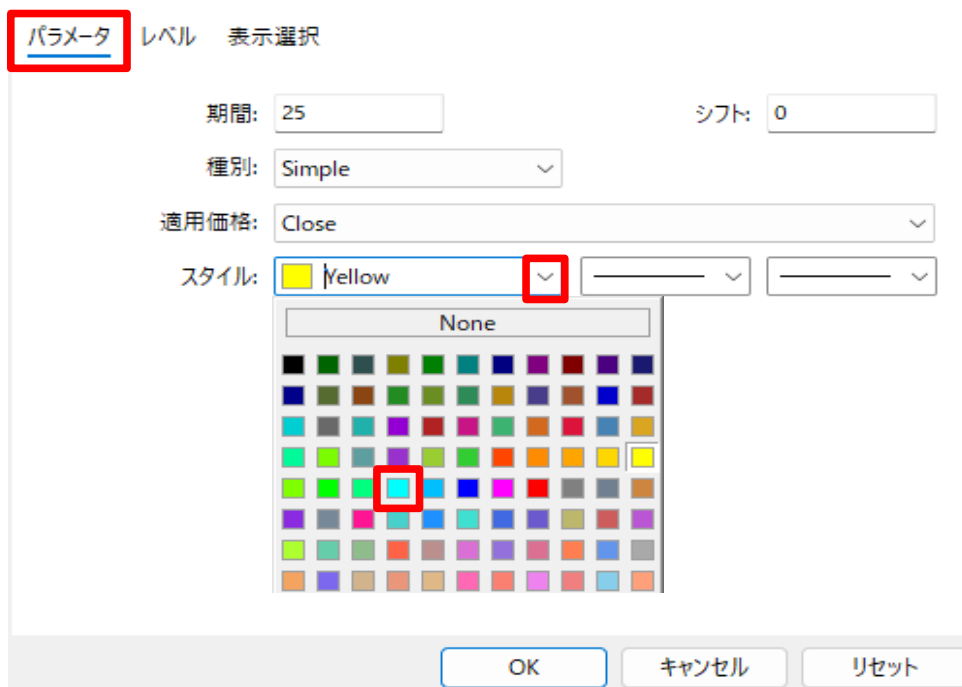 パラメータ レベル 表示選択
期間: 25 シフト: 0
種別: Simple
適用価格: Close
スタイル: Yellow
None
OK キャンセル リセット